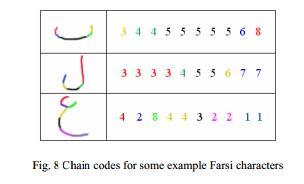 ں 3 4 4 5 5 5 5 5 6 8
ل 3 3 3 3 4 5 5 6 7 7
ع 4 2 8 4 4 3 2 2 1 1
Fig. 8 Chain codes for some example Farsi characters